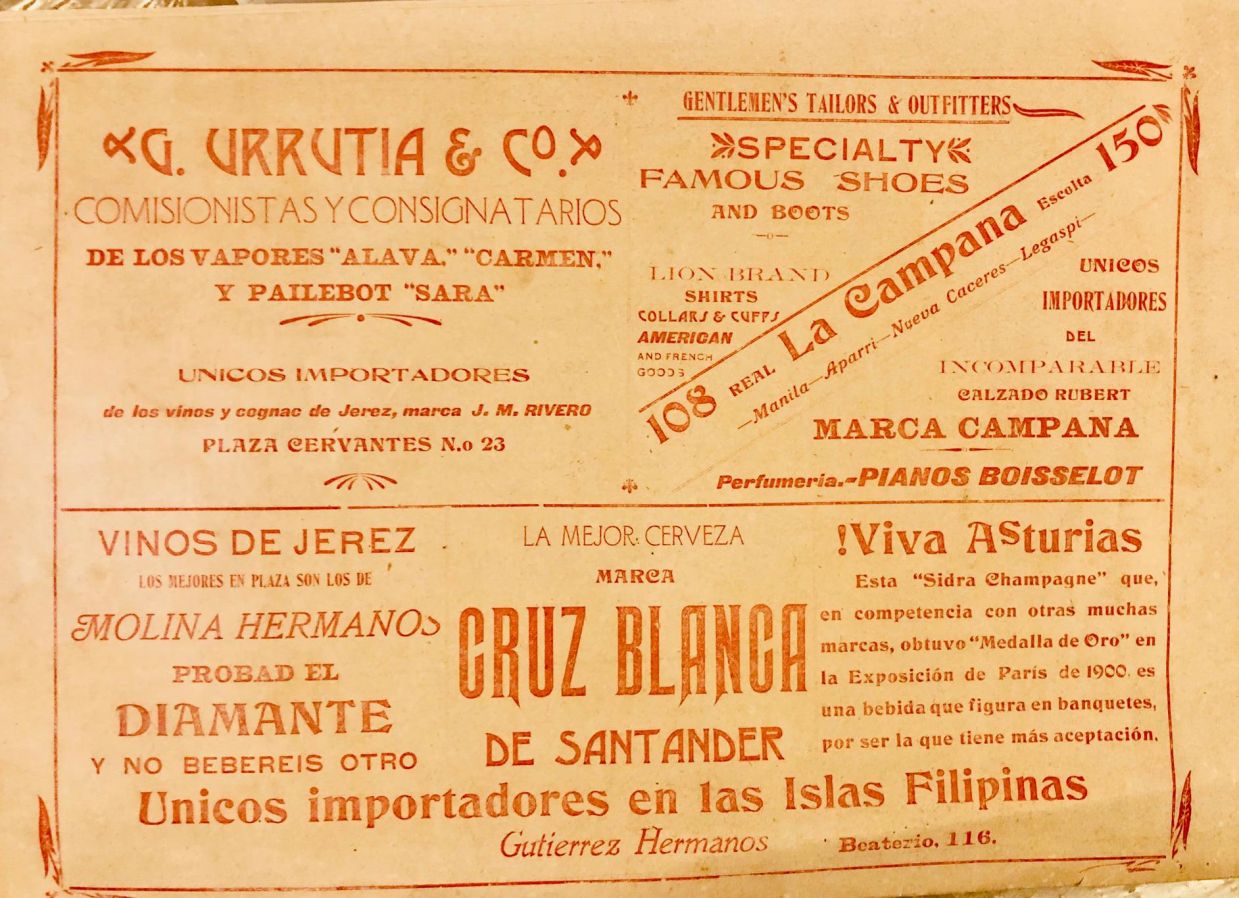 G. URRUTIA & CO.
COMISIONISTAS Y CONSIGNATARIOS
DE LOS VAPORES "ALAVA," "CARMEN,"
Y PAILEBOT "SARA"
UNICOS IMPORTADORES
de los vinos y cognac de Jerez, marca J. M. RIVERO
PLAZA CERVANTES N.o 23
GENTLEMEN'S TAILORS & OUTFITTERS
SPECIALTY
FAMOUS SHOES
AND BOOTS
LION BRAND
SHIRTS
COLLARS & CUFFS
AMERICAN
AND FRENCH
GOODS
108 REAL La Campana Escolta 150
—Manila—Aparri—Nueva Caceres—Legaspi—
UNICOS
IMPORTADORES
DEL
INCOMPARABLE
CALZADO RUBERT
MARCA CAMPANA
Perfumeria.-PIANOS BOISSELOT
VINOS DE JEREZ
LOS MEJORES EN PLAZA SON LOS DE
MOLINA HERMANOS
PROBAD EL
DIAMANTE
Y NO BEBEREIS OTRO
LA MEJOR CERVEZA
MARCA
CRUZ BLANCA
DE SANTANDER
!Viva Asturias
Esta "Sidra Champagne" que,
en competencia con otras muchas
marcas, obtuvo "Medalla de Oro" en
la Exposición de París de 1900, es
una bebida que figura en banquetes,
por ser la que tiene más aceptación.
Unicos importadores en las Islas Filipinas
Gutierrez Hermanos Beaterio, 116.